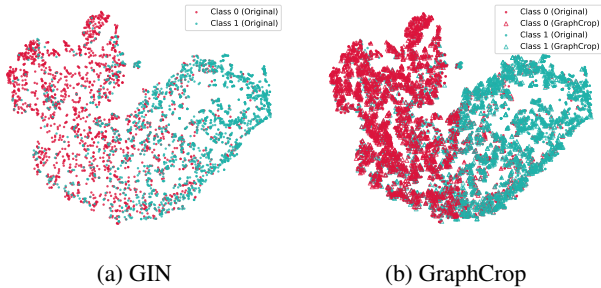 Class 0 (Original)
Class 1 (Original)
Class 0 (Original)
Class 0 (GraphCrop)
Class 1 (Original)
Class 1 (GraphCrop)
(a) GIN
(b) GraphCrop